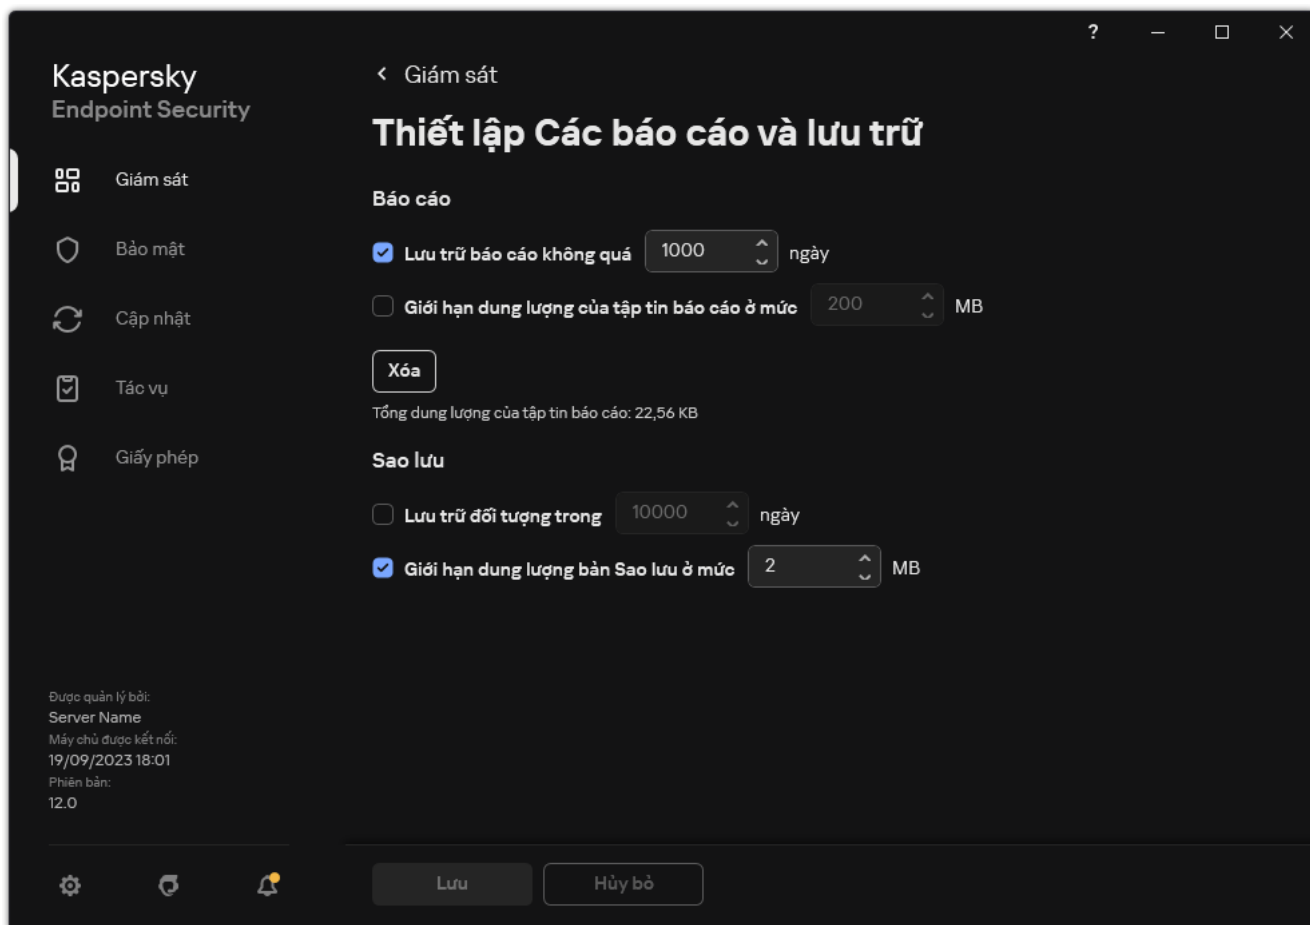 ?
Kaspersky
Endpoint Security
Giám sát
Bảo mật
Cập nhật
Tác vụ
Giấy phép
Được quản lý bởi:
Server Name
Máy chủ được kết nối:
19/09/2023 18:01
Phiên bản:
12.0
Giám sát
Thiết lập Các báo cáo và lưu trữ
Báo cáo
Lưu trữ báo cáo không quá 1000 ngày
Giới hạn dung lượng của tập tin báo cáo ở mức 200 MB
Xóa
Tổng dung lượng của tập tin báo cáo: 22,56 KB
Sao lưu
Lưu trữ đối tượng trong 10000 ngày
Giới hạn dung lượng bản Sao lưu ở mức 2 MB
Lưu Hủy bỏ